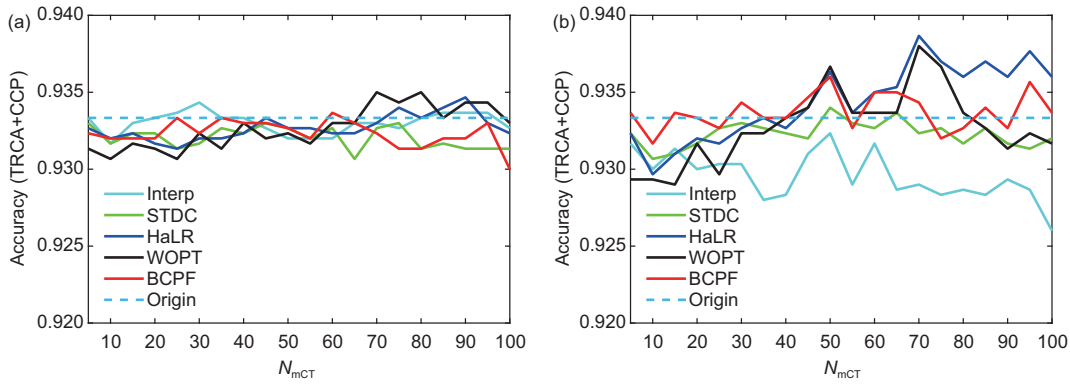 (a)
Accuracy (TRCA+CCP)
0.940
0.935
0.930
0.925
0.920
Interp
STDC
HaLR
WOPT
BCPF
Origin
10 20 30 40 50 60 70 80 90 100
NmCT
(b)
Accuracy (TRCA+CCP)
0.940
0.935
0.930
0.925
0.920
Interp
STDC
HaLR
WOPT
BCPF
Origin
10 20 30 40 50 60 70 80 90 100
NmCT